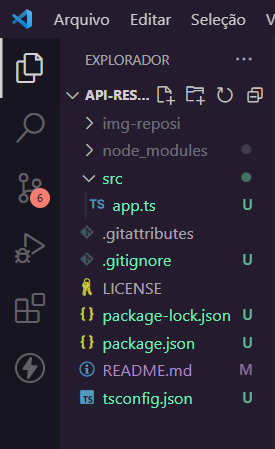 Arquivo Editar Seleção
EXPLORADOR ...
API-RES...
img-reposi
node_modules
src
TS app.ts U
.gitattributes
.gitignore U
LICENSE
{ } package-lock.json U
{ } package.json U
README.md M
TS tsconfig.json U
6